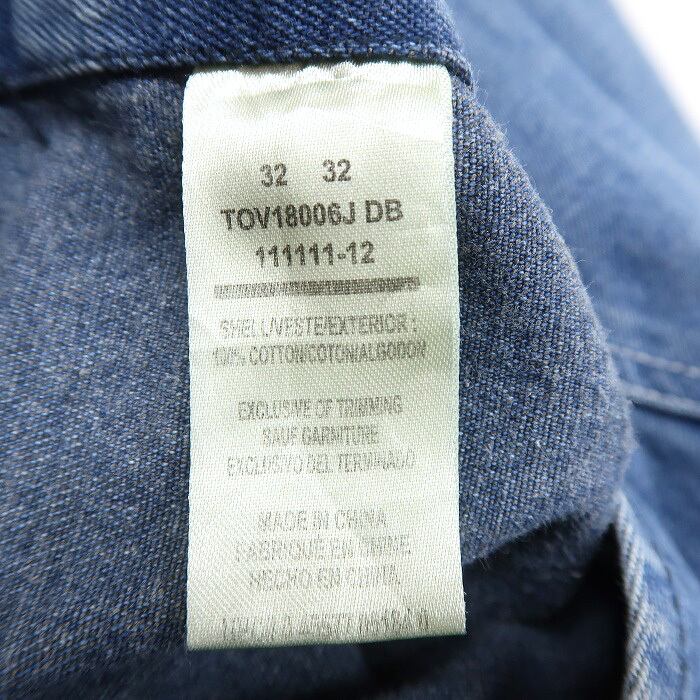 32 32
TOV18006J DB
111111-12
SHELL/VESTE/EXTERIOR :
100% COTTON/COTON/ALGODON
EXCLUSIVE OF TRIMMING
SAUF GARNITURE
EXCLUSIVO DEL TERMINADO
MADE IN CHINA
FABRIQUÉ EN CHINE
HECHO EN CHINA